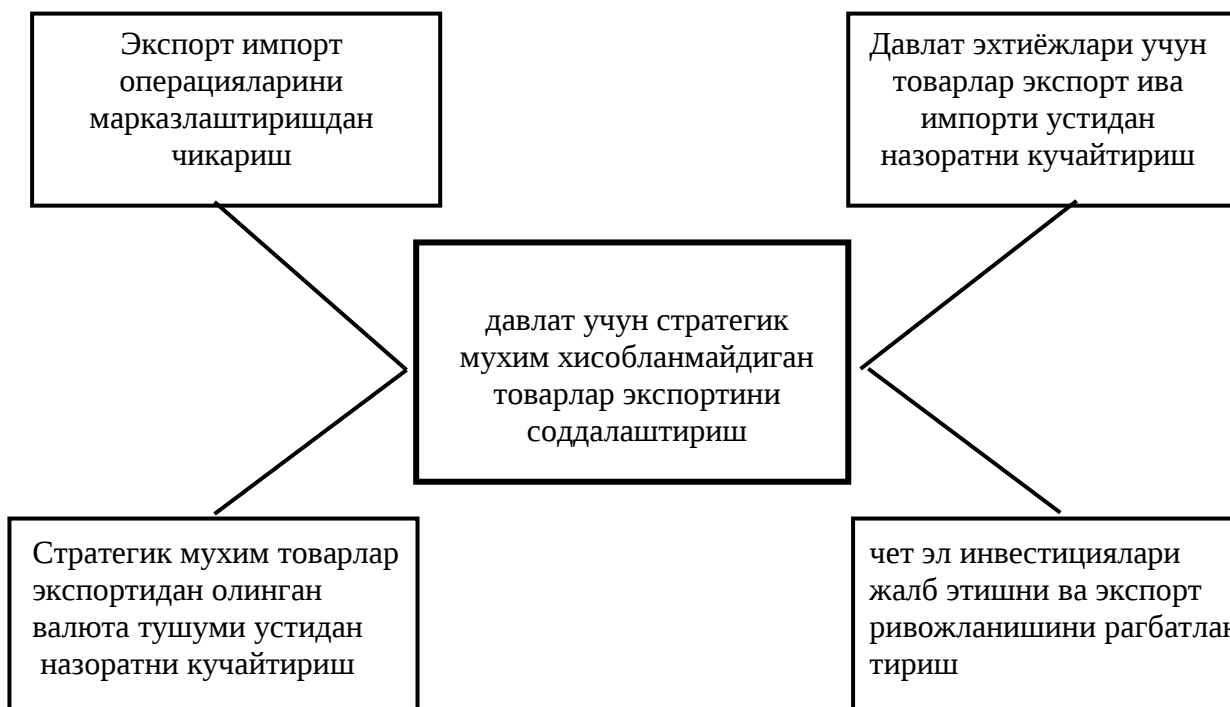 Экспорт импорт
операцияларини
марказлаштиришдан
чикариш
Давлат эхтиёжлари учун
товарлар экспорт ива
импорти устидан
назоратни кучайтириш
давлат учун стратегик
мухим хисобланмайдиган
товарлар экспортини
соддалаштириш
Стратегик мухим товарлар
экспортидан олинган
валюта тушуми устидан
назоратни кучайтириш
чет эл инвестициялари
жалб этишни ва экспорт
ривожланишини рагбатлан
тириш